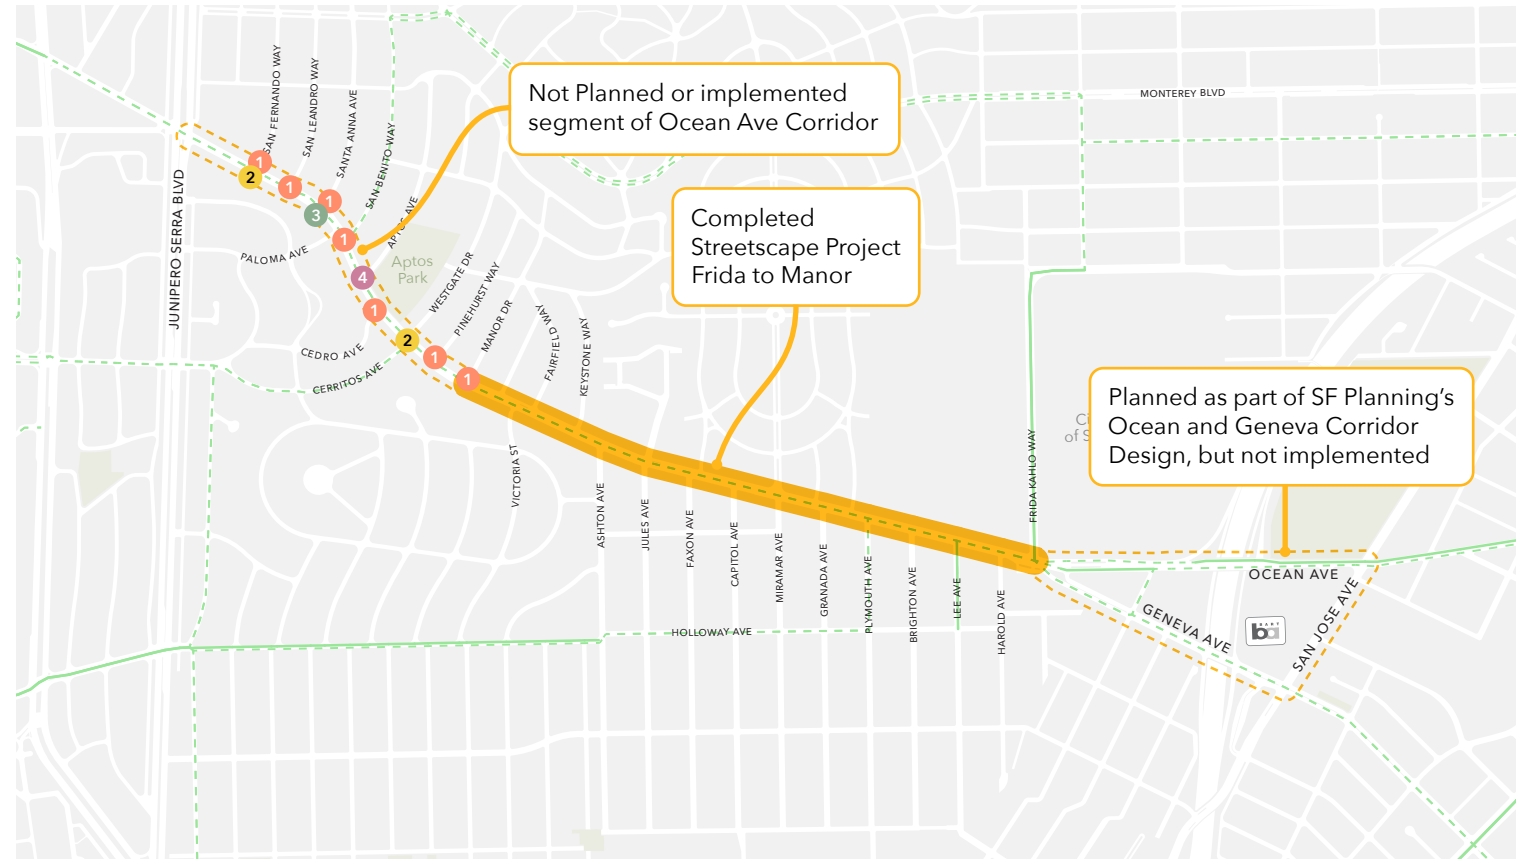 Not Planned or implemented
segment of Ocean Ave Corridor
Completed
Streetscape Project
Frida to Manor
Planned as part of SF Planning’s
Ocean and Geneva Corridor
Design, but not implemented
MONTEREY BLVD
SAN FERNANDO WAY
SAN LEANDRO WAY
SANTA ANNA AVE
SAN BENITO WAY
APTOS AVE
JUNIPERO SERRA BLVD
PALOMA AVE
Aptos
Park
WESTGATE DR
PINEHURST WAY
MANOR DR
FAIRFIELD WAY
KEYSTONE WAY
CEDRO AVE
CERRITOS AVE
1
2
1
1
3
1
4
1
2
1
1
Ci
of S
FRIDA KAHLO WAY
VICTORIA ST
ASHTON AVE
JULES AVE
FAXON AVE
CAPITOL AVE
MIRAMAR AVE
GRANADA AVE
PLYMOUTH AVE
BRIGHTON AVE
LEE AVE
HAROLD AVE
HOLLOWAY AVE
OCEAN AVE
GENEVA AVE
SAN JOSE AVE